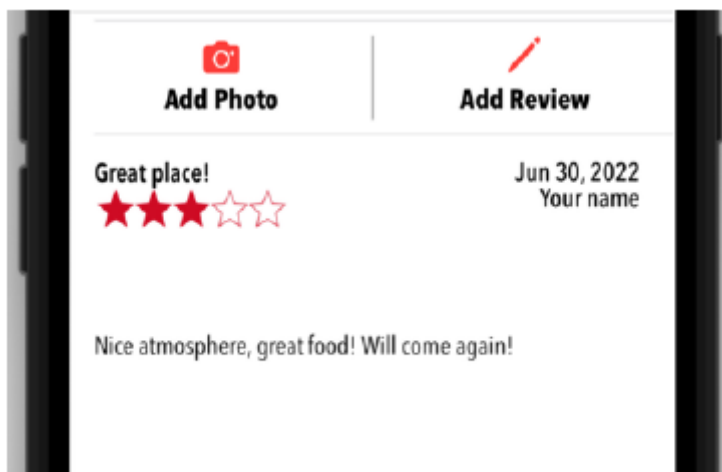 Add Photo
Add Review
Great place!
Jun 30, 2022
Your name
Nice atmosphere, great food! Will come again!